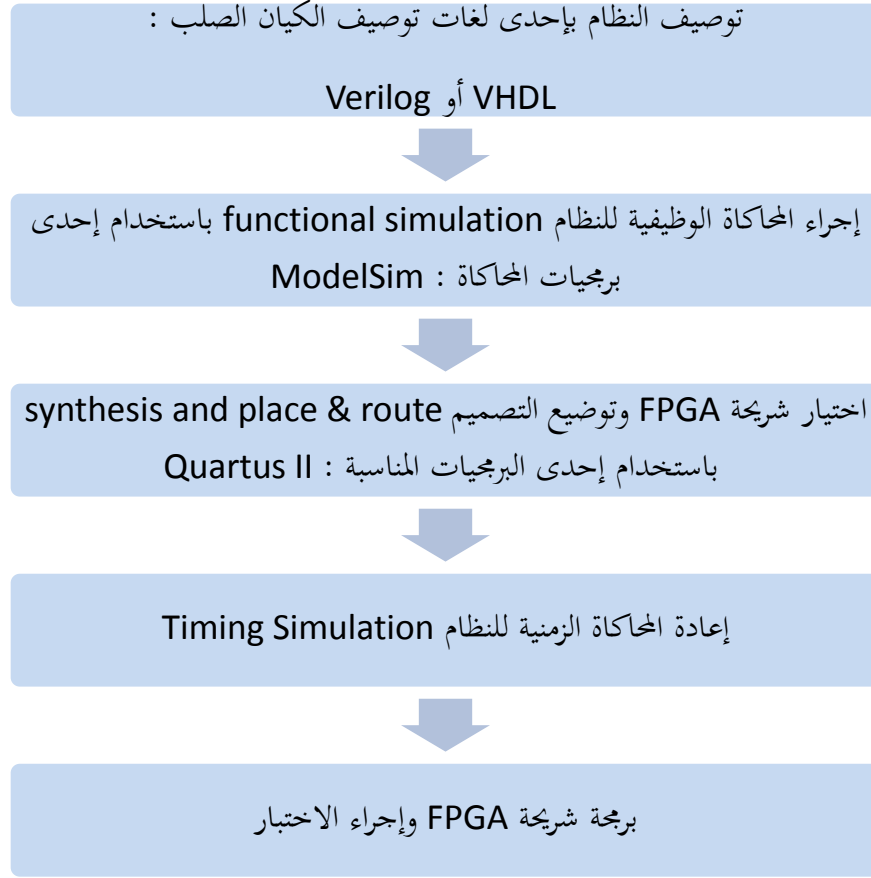 توصيف النظام بإحدى لغات توصيف الكيان الصلب :
VHDL أو Verilog
إجراء المحاكاة الوظيفية للنظام functional simulation باستخدام إحدى
برمجيات المحاكاة : ModelSim
اختيار شريحة FPGA وتوضيع التصميم synthesis and place & route
باستخدام إحدى البرمجيات المناسبة : Quartus II
إعادة المحاكاة الزمنية للنظام Timing Simulation
برمجة شريحة FPGA وإجراء الاختبار